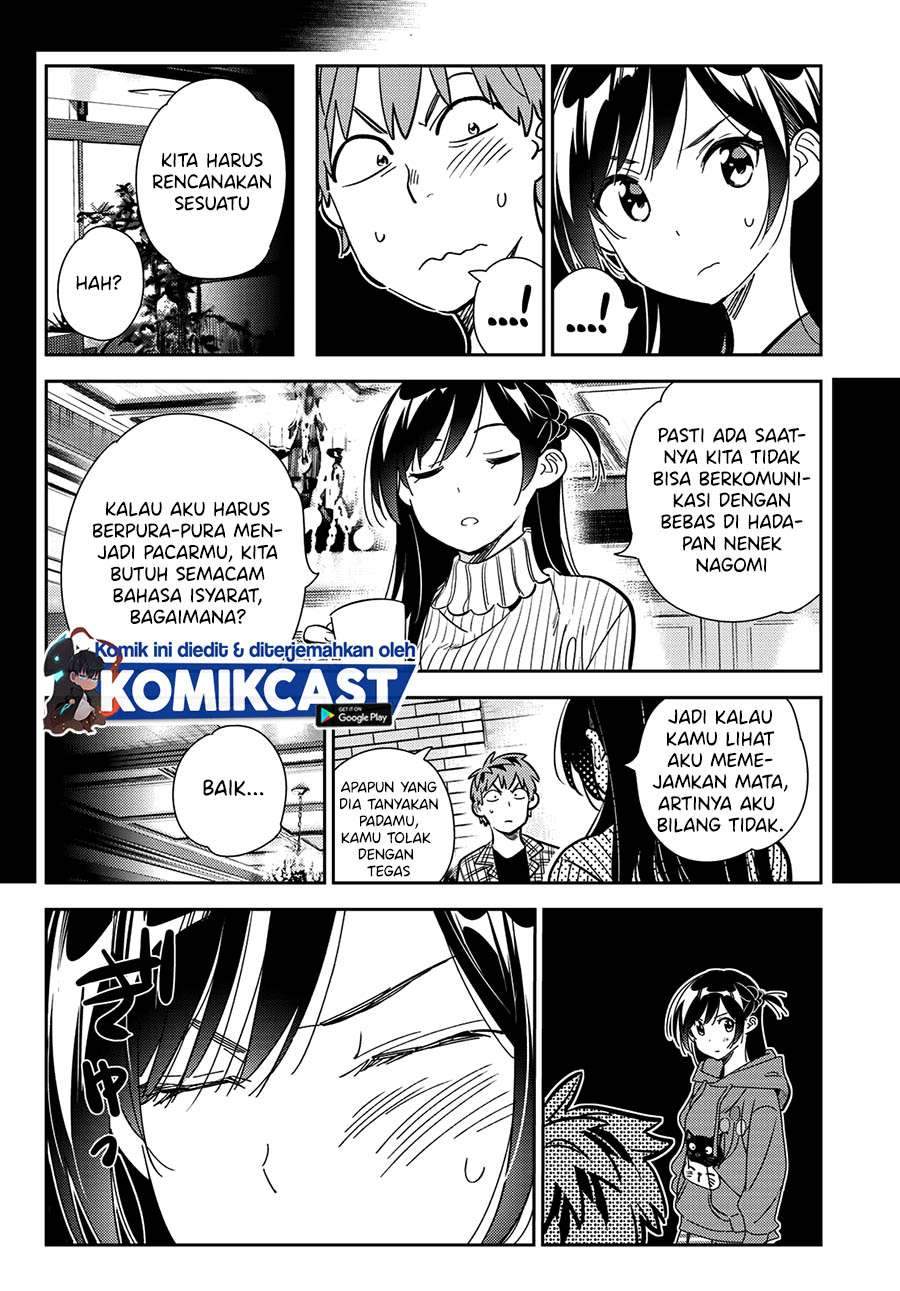 ....!
....!
KITA HARUS
RENCANAKAN
SESUATU
HAH?
PASTI ADA SAAT-
NYA KITA TIDAK
BISA BERKOMUNI-
KASI DENGAN
BEBAS DI HADA-
PAN NENEK
NAGOMI
KALAU AKU HARUS
BERPURA-PURA MEN-
JADI PACARMU, KITA
BUTUH SEMACAM
BAHASA ISYARAT,
BAGAIMANA?
Komik ini diedit & diterjemahkan oleh
KOMIKCAST
GET IT ON
Google Play
JADI KALAU
KAMU LIHAT
AKU MEME-
JAMKAN MATA,
ARTINYA AKU
BILANG TIDAK.
APAPUN YANG
DIA TANYAKAN
PADAMU,
KAMU TOLAK
DENGAN
TEGAS
BAIK...
ぎゅっ